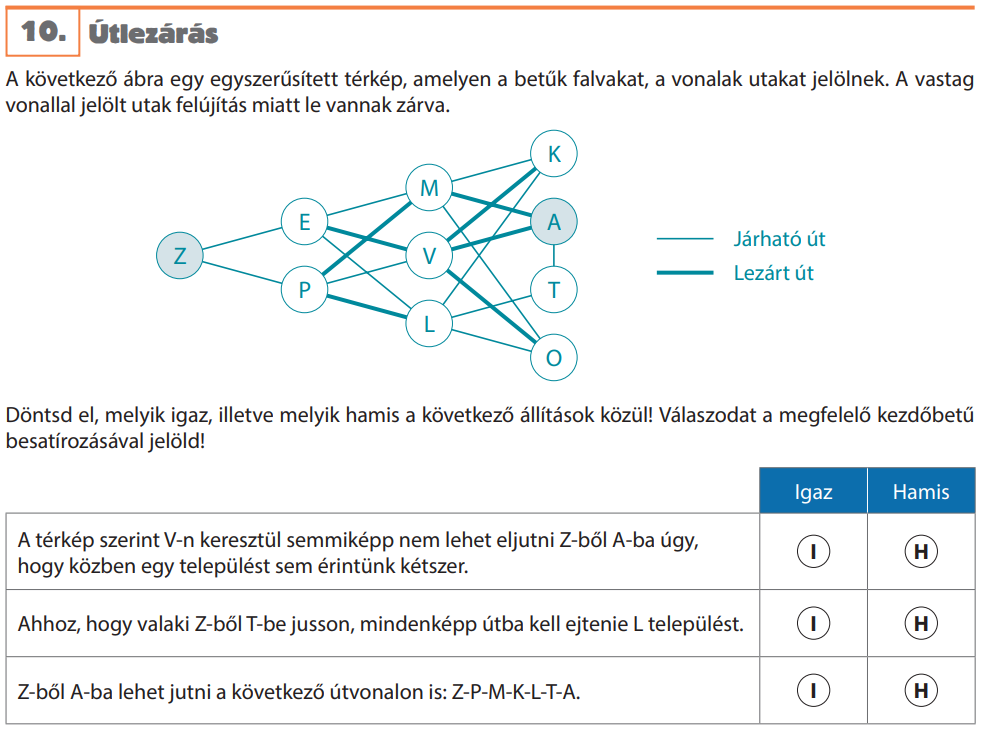 10. Útlezárás
A következő ábra egy egyszerűsített térkép, amelyen a betűk falvakat, a vonalak utakat jelölnek. A vastag
vonallal jelölt utak felújítás miatt le vannak zárva.
K
M
E
A
Z
V
Járható út
Lezárt út
P
T
L
O
Döntsd el, melyik igaz, illetve melyik hamis a következő állítások közül! Válaszodat a megfelelő kezdőbetű
besatírozásával jelöld!
Igaz Hamis
A térkép szerint V-n keresztül semmiképp nem lehet eljutni Z-ből A-ba úgy,
hogy közben egy települést sem érintünk kétszer.
I H
Ahhoz, hogy valaki Z-ből T-be jusson, mindenképp útba kell ejtenie L települést.
I H
Z-ből A-ba lehet jutni a következő útvonalon is: Z-P-M-K-L-T-A.
I H